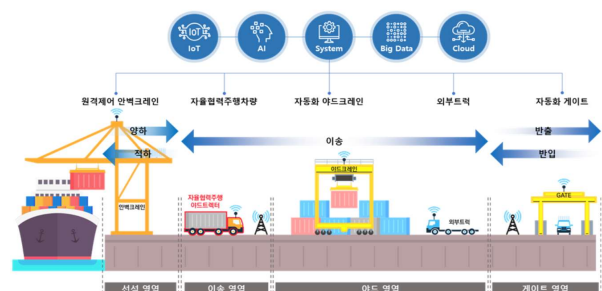 IoT
IoT
AI
System
Big Data
Cloud
원격제어 안벽크레인
자율협력주행차량
자동화 야드크레인
외부트럭
자동화 게이트
양하
적하
이송
반출
반입
안벽크레인
자율협력주행
야드트랙터
야드크레인
외부트럭
GATE
선석 영역
이송 영역
야드 영역
게이트 영역